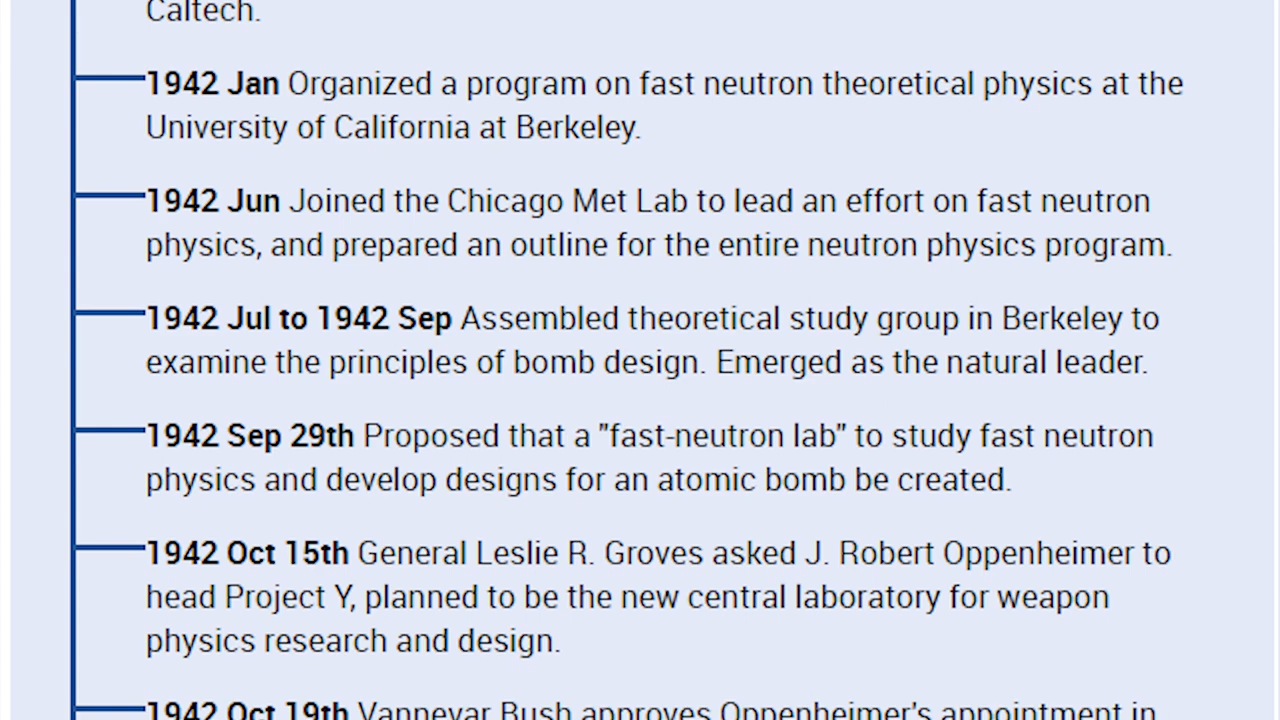 Caltech.
1942 Jan Organized a program on fast neutron theoretical physics at the
University of California at Berkeley.
1942 Jun Joined the Chicago Met Lab to lead an effort on fast neutron
physics, and prepared an outline for the entire neutron physics program.
1942 Jul to 1942 Sep Assembled theoretical study group in Berkeley to
examine the principles of bomb design. Emerged as the natural leader.
1942 Sep 29th Proposed that a "fast-neutron lab" to study fast neutron
physics and develop designs for an atomic bomb be created.
1942 Oct 15th General Leslie R. Groves asked J. Robert Oppenheimer to
head Project Y, planned to be the new central laboratory for weapon
physics research and design.
1942 Oct 19th Vannevar Bush approves Oppenheimer's appointment in